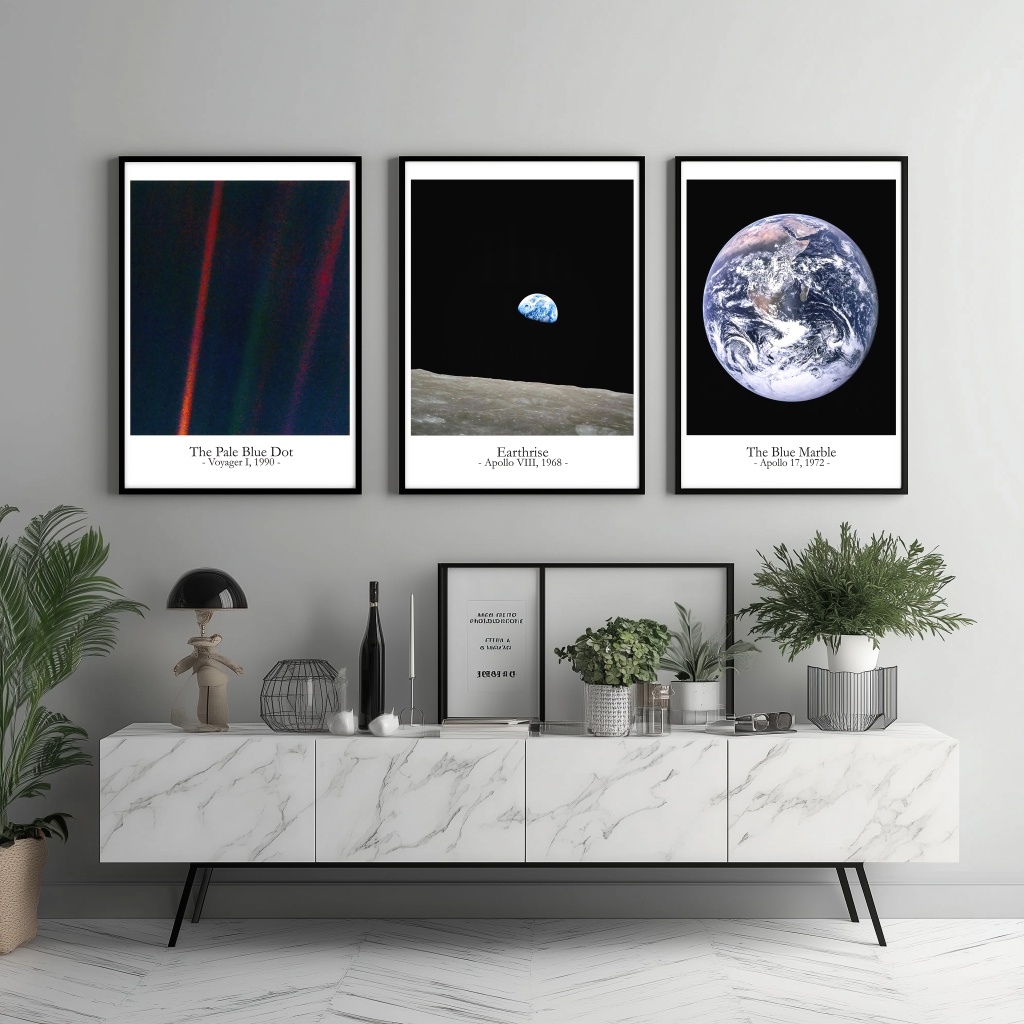 The Pale Blue Dot
- Voyager I, 1990 -
Earthrise
- Apollo VIII, 1968 -
The Blue Marble
- Apollo 17, 1972 -